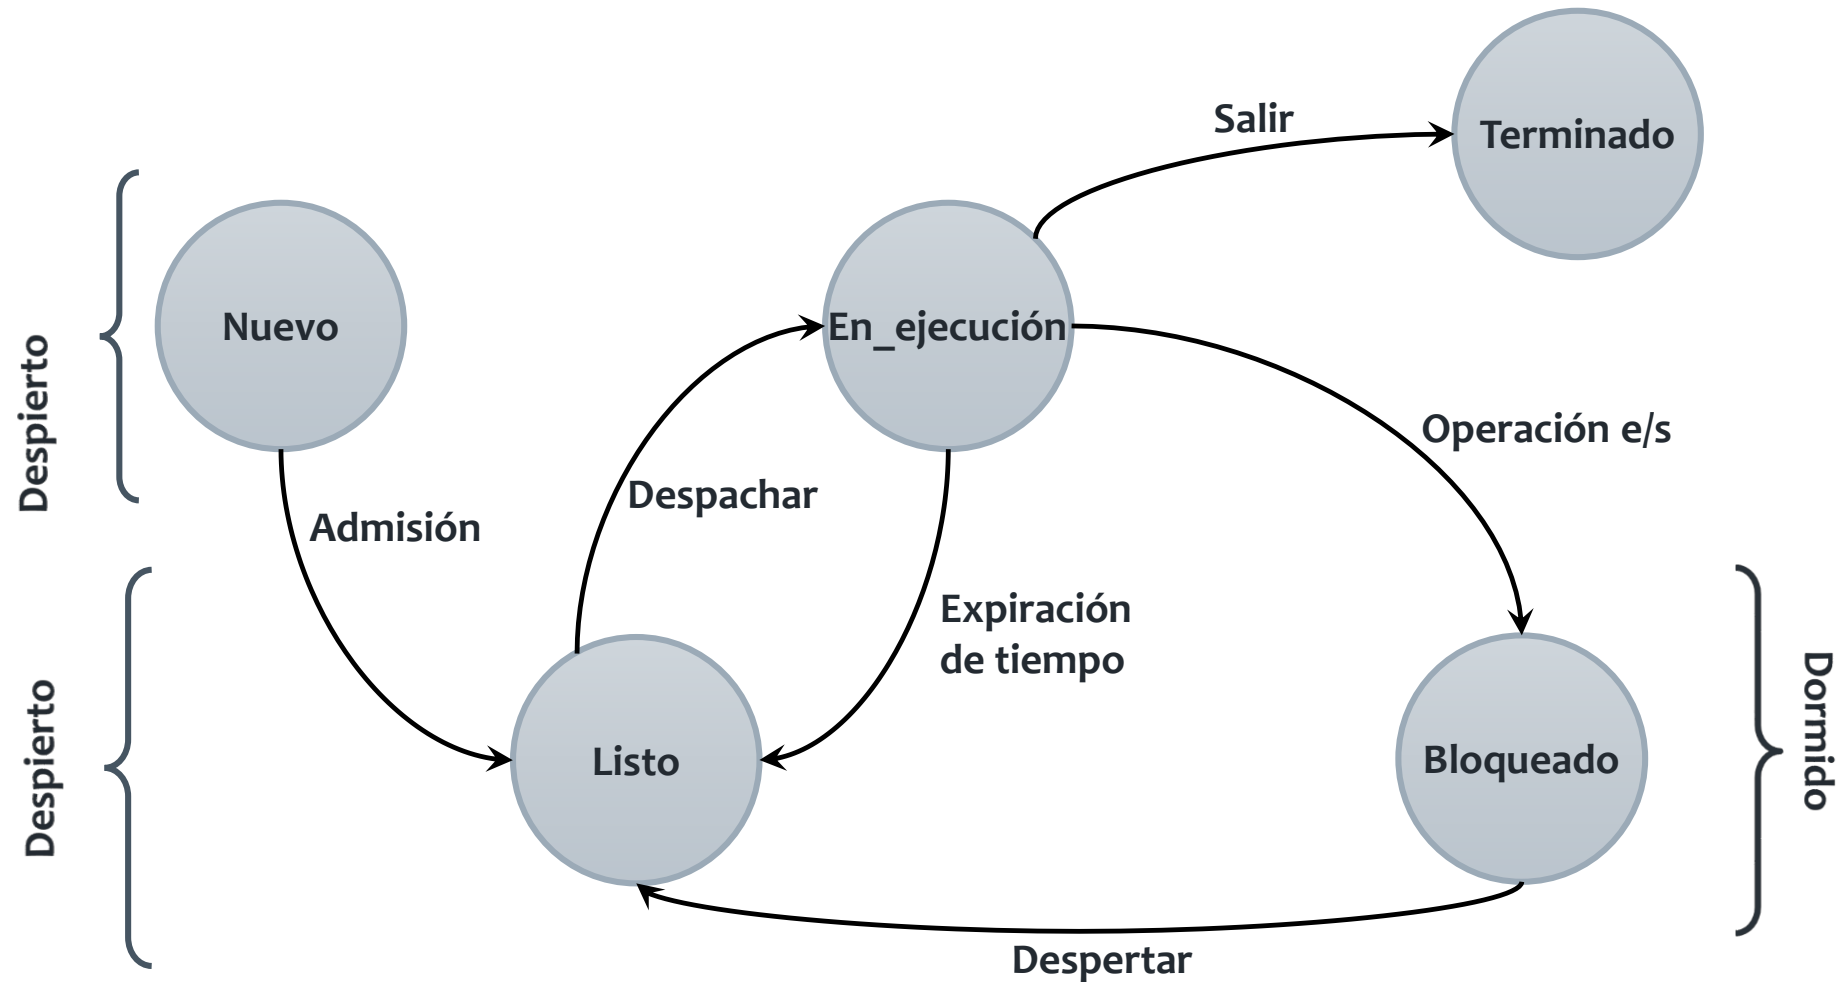 Salir
Terminado
Nuevo
En_ejecución
Despierto
Operación e/s
Despachar
Admisión
Expiración
de tiempo
Despierto
Listo
Bloqueado
Dormido
Despertar